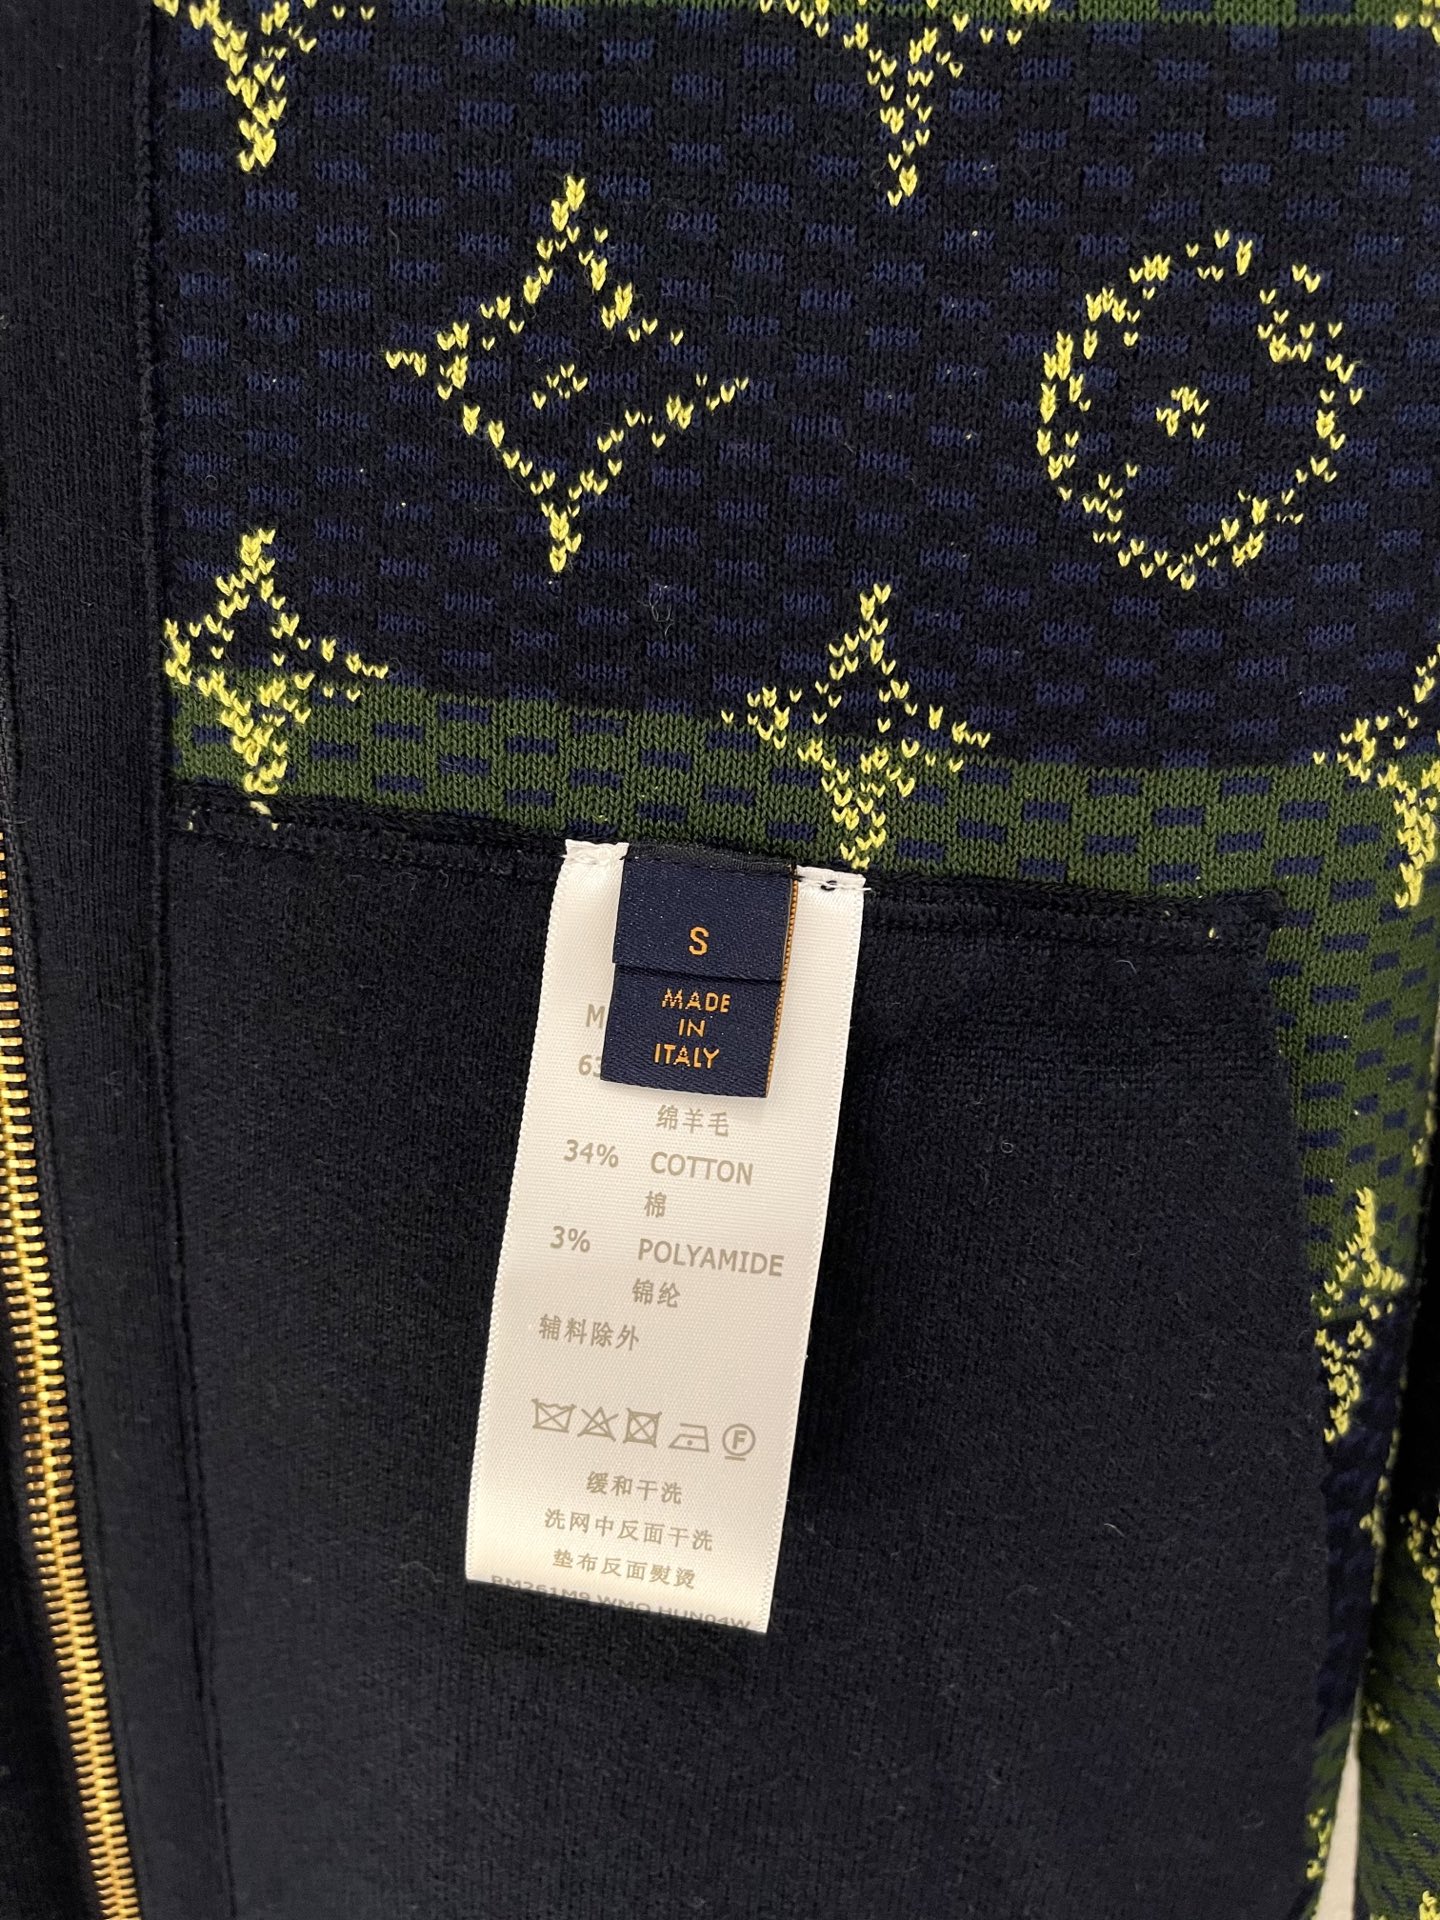 S
MADE
IN
ITALY
绵羊毛
34% COTTON
棉
3% POLYAMIDE
锦纶
辅料除外
F
缓和干洗
洗网中反面干洗
垫布反面熨烫